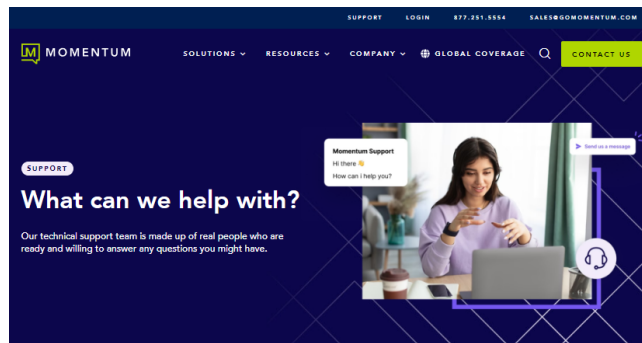 SUPPORT LOGIN 877.251.5554 SALES@GOMOMENTUM.COM
MOMENTUM SOLUTIONS RESOURCES COMPANY GLOBAL COVERAGE CONTACT US
Momentum Support
Hi there 👋
How can i help you?
Send us a message
SUPPORT
What can we help with?
Our technical support team is made up of real people who are
ready and willing to answer any questions you might have.